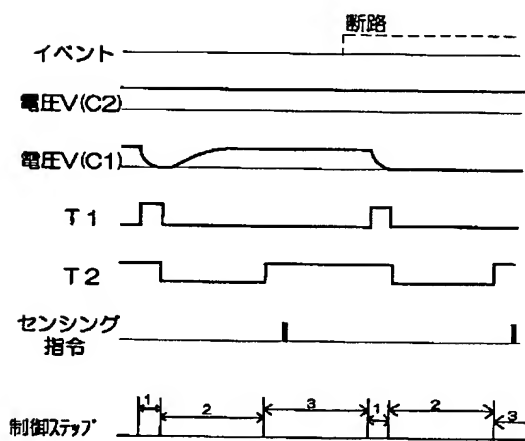 断路
イベント
電圧V(C2)
電圧V(C1)
T1
T2
センシング
指令
1 2 3 1 2 3
制御ステップ